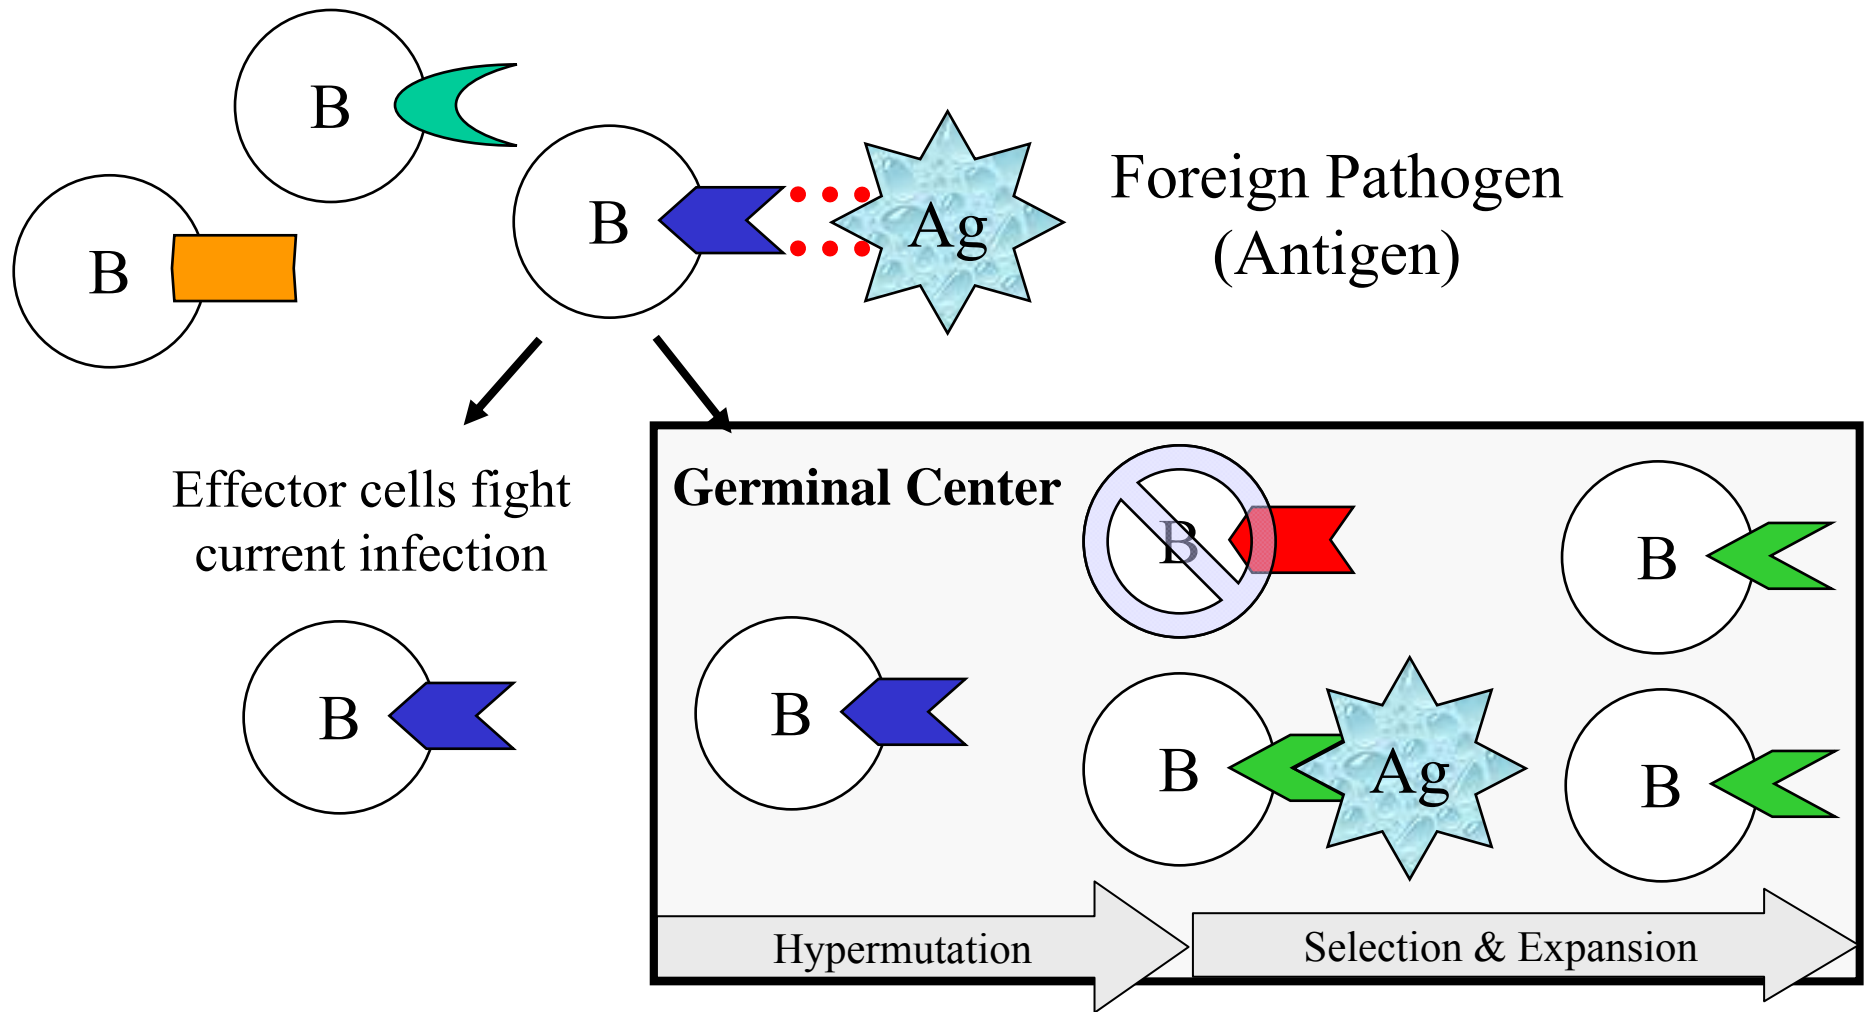 B
B
B
Ag
Foreign Pathogen
(Antigen)
Effector cells fight
current infection
B
Germinal Center
B
B
B
Ag
B
B
Hypermutation
Selection & Expansion